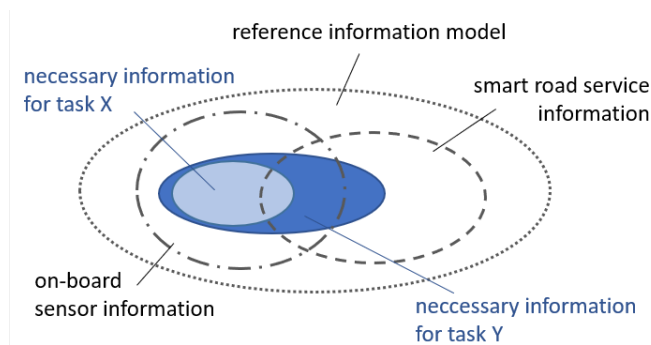 reference information model
necessary information
for task X
smart road service
information
on-board
sensor information
neccessary information
for task Y